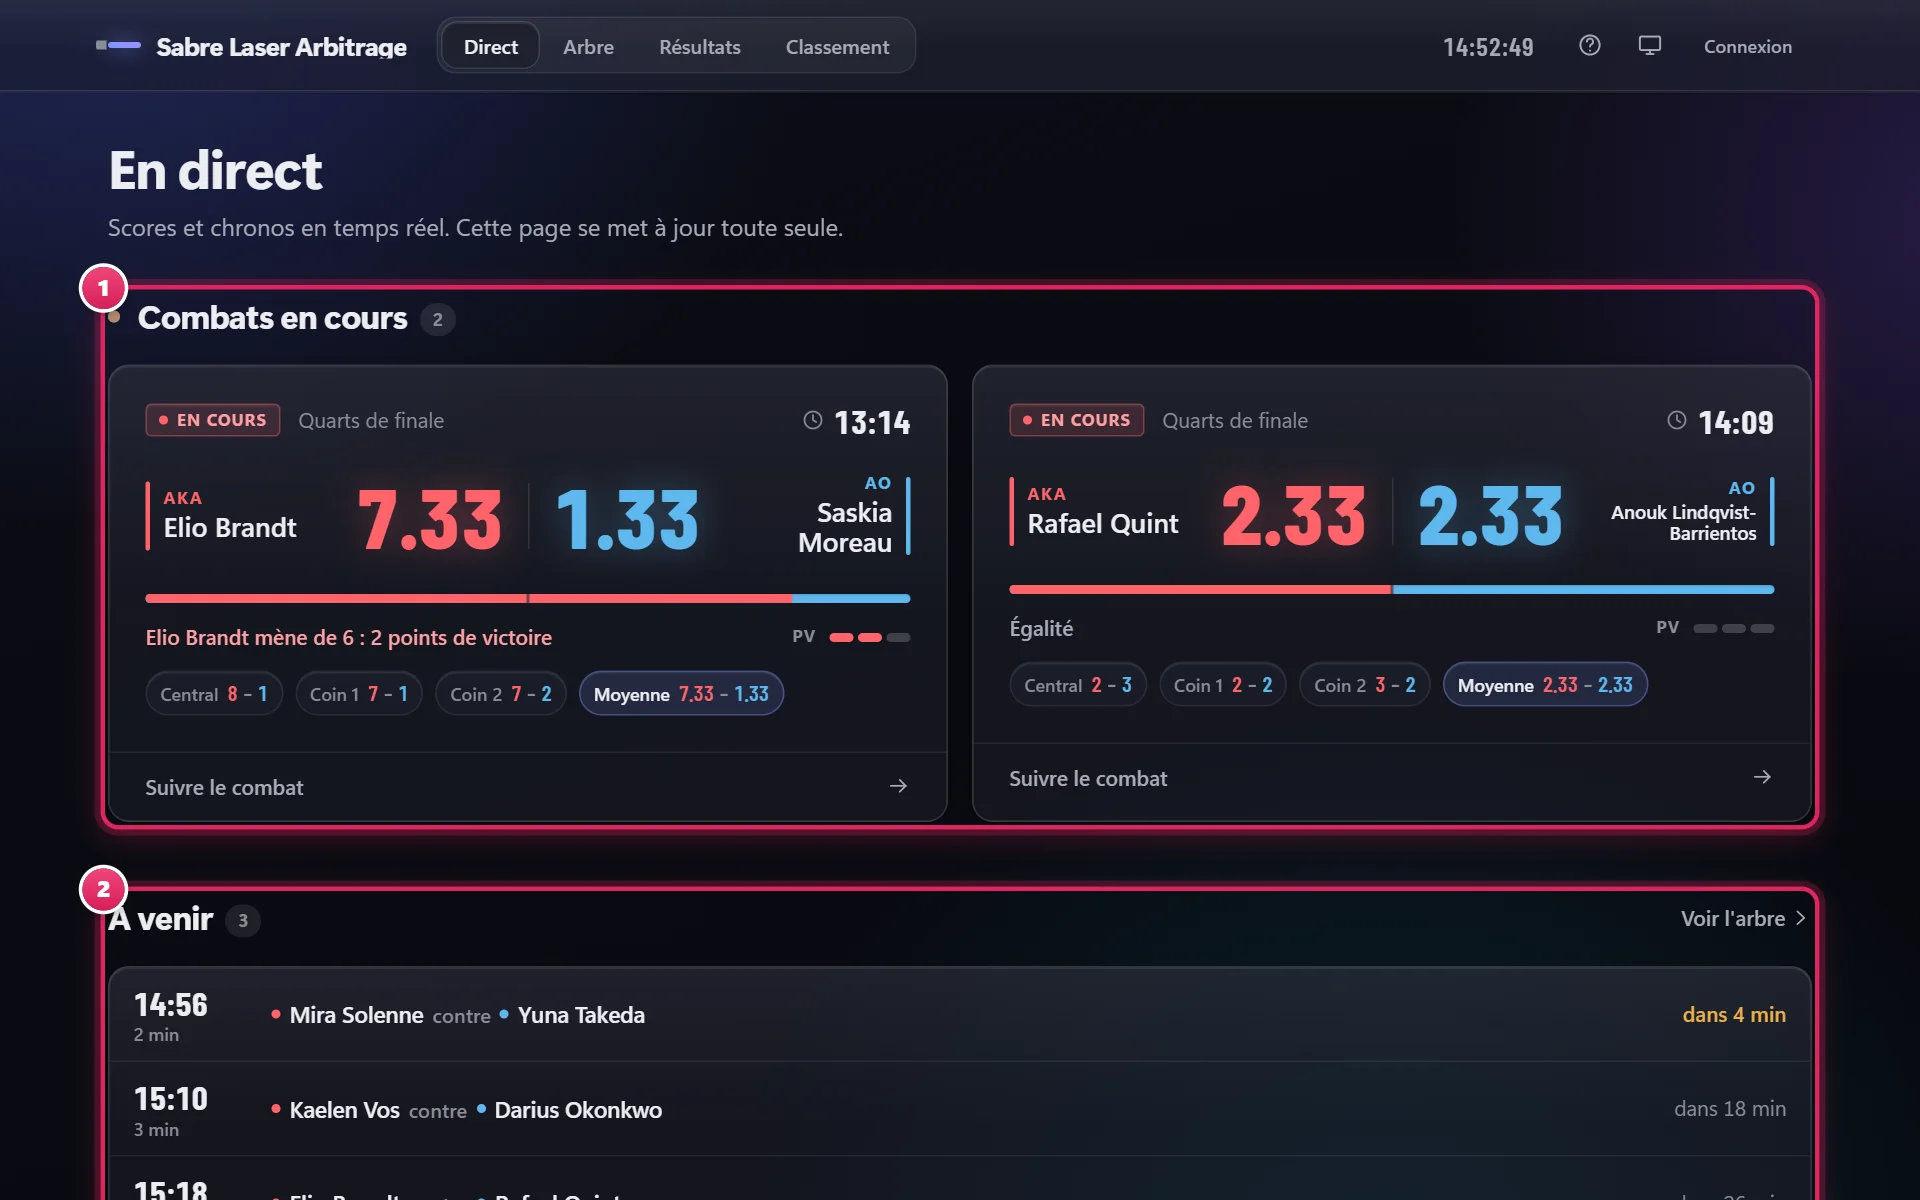 Sabre Laser Arbitrage
Direct
Arbre
Résultats
Classement
14:52:49
Connexion
En direct
Scores et chronos en temps réel. Cette page se met à jour toute seule.
1
Combats en cours 2
EN COURS Quarts de finale 13:14
AKA
Elio Brandt
7.33 1.33
AO
Saskia
Moreau
Elio Brandt mène de 6 : 2 points de victoire
PV
Central 8 – 1
Coin 1 7 – 1
Coin 2 7 – 2
Moyenne 7.33 – 1.33
Suivre le combat
EN COURS Quarts de finale 14:09
AKA
Rafael Quint
2.33 2.33
AO
Anouk Lindqvist-
Barrientos
Égalité
PV
Central 2 – 3
Coin 1 2 – 2
Coin 2 3 – 2
Moyenne 2.33 – 2.33
Suivre le combat
2
À venir 3
Voir l'arbre
14:56
2 min
Mira Solenne contre Yuna Takeda
dans 4 min
15:10
3 min
Kaelen Vos contre Darius Okonkwo
dans 18 min
15:18